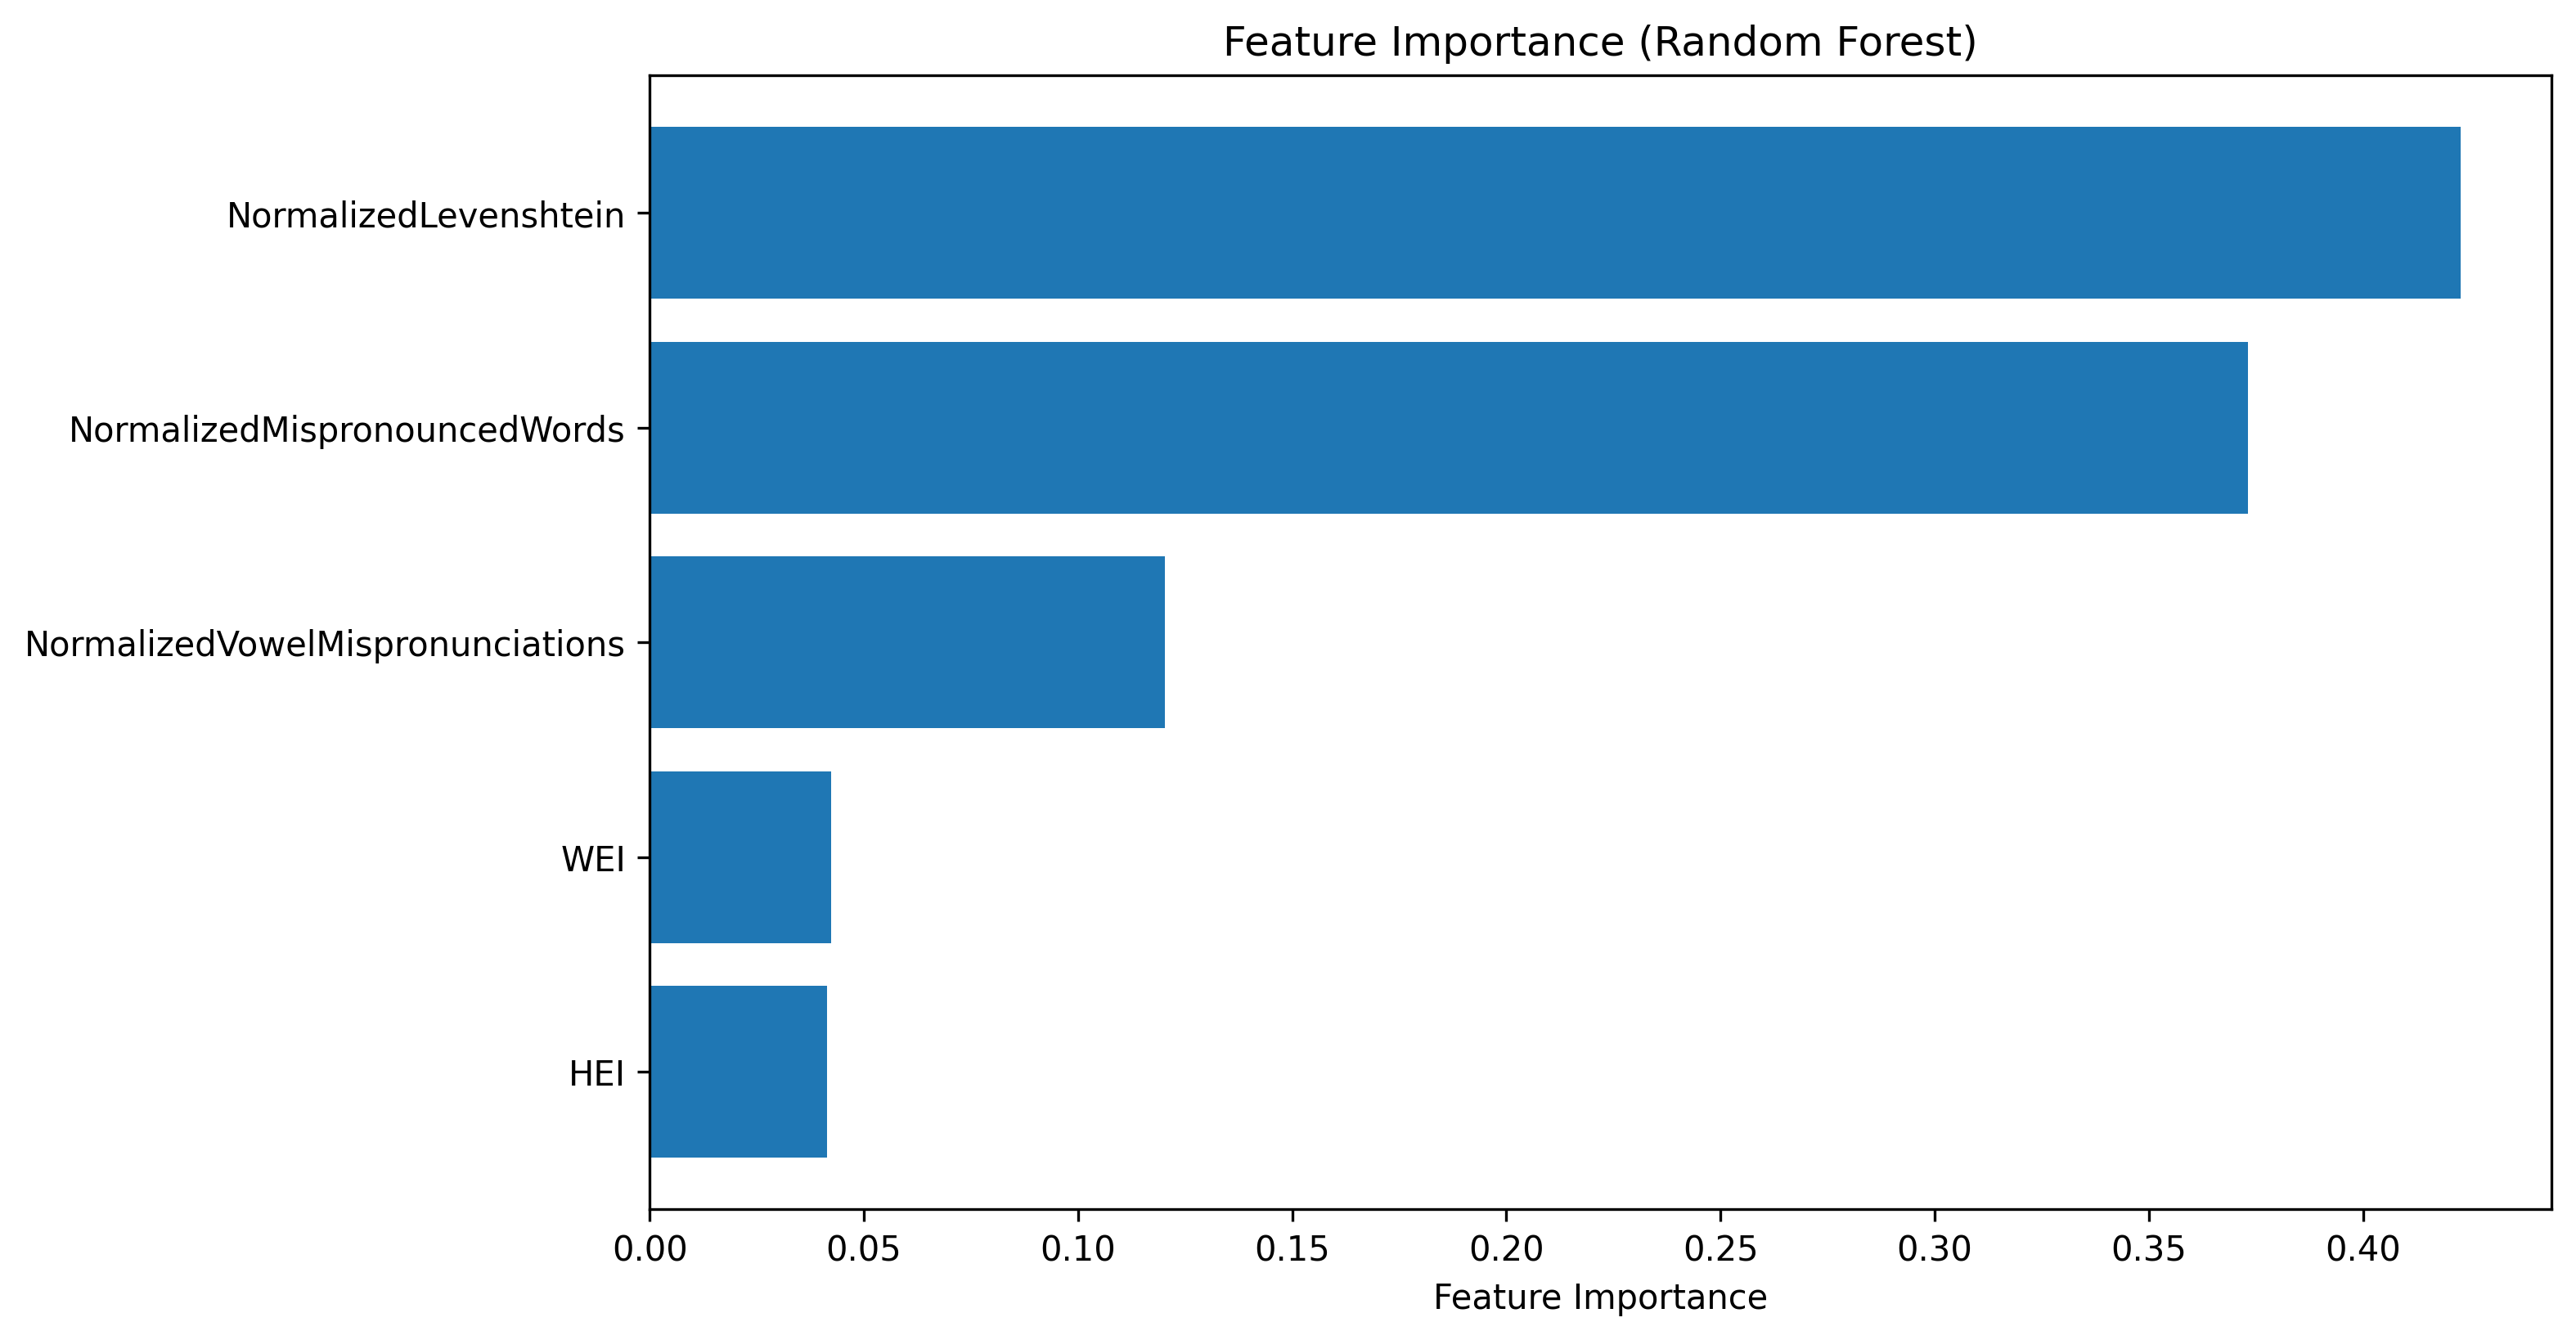 Feature Importance (Random Forest)
NormalizedLevenshtein
NormalizedMispronouncedWords
NormalizedVowelMispronunciations
WEI
HEI
0.00 0.05 0.10 0.15 0.20 0.25 0.30 0.35 0.40
Feature Importance